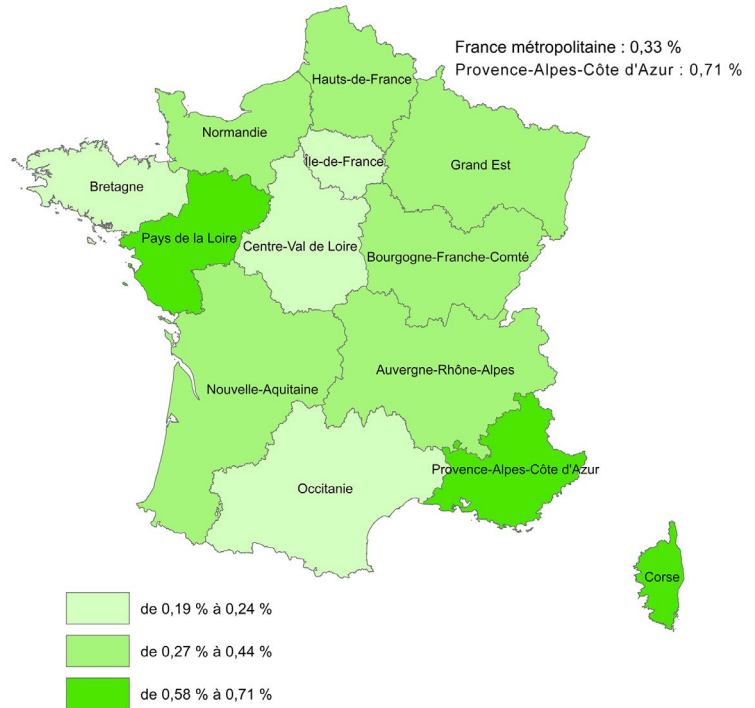 France métropolitaine : 0,33 %
Provence-Alpes-Côte d'Azur : 0,71 %
Hauts-de-France
Normandie
Île-de-France
Grand Est
Bretagne
Pays de la Loire
Centre-Val de Loire
Bourgogne-Franche-Comté
Auvergne-Rhône-Alpes
Nouvelle-Aquitaine
Provence-Alpes-Côte d'Azur
Occitanie
Corse
de 0,19 % à 0,24 %
de 0,27 % à 0,44 %
de 0,58 % à 0,71 %